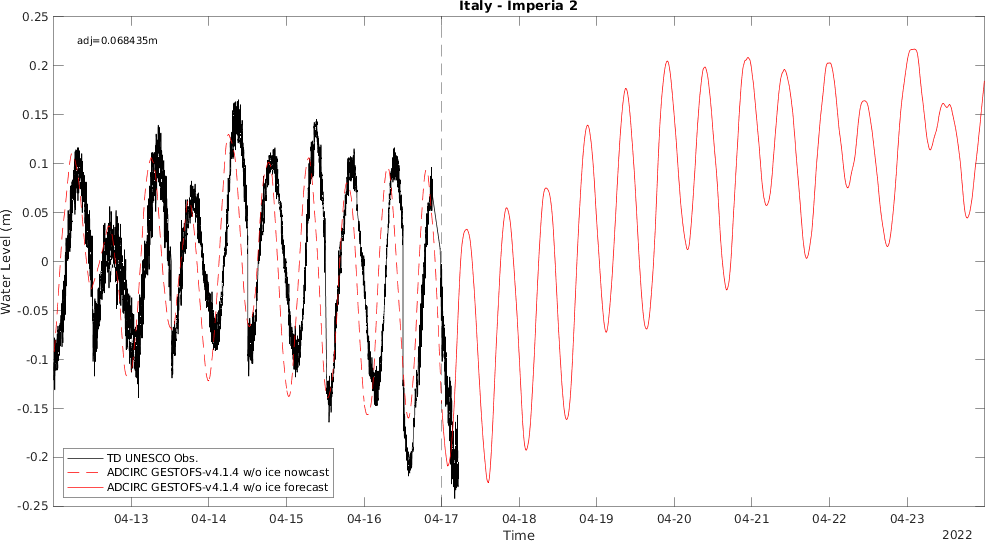 Italy - Imperia 2
adj=0.068435m
Water Level (m)
0.25
0.2
0.15
0.1
0.05
0
-0.05
-0.1
-0.15
-0.2
-0.25
TD UNESCO Obs.
ADCIRC GESTOFS-v4.1.4 w/o ice nowcast
ADCIRC GESTOFS-v4.1.4 w/o ice forecast
04-13 04-14 04-15 04-16 04-17 04-18 04-19 04-20 04-21 04-22 04-23
Time
2022